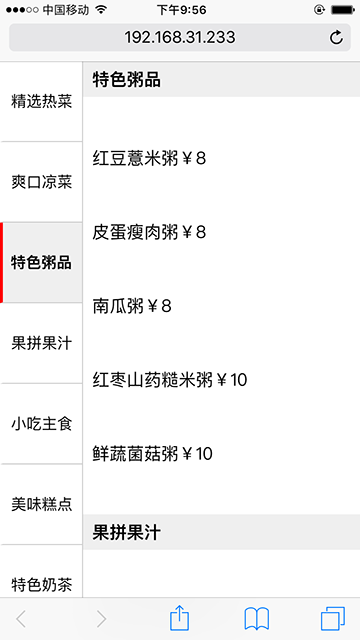 中国移动 下午9:56
192.168.31.233
精选热菜
爽口凉菜
特色粥品
果拼果汁
小吃主食
美味糕点
特色奶茶
特色粥品
红豆薏米粥￥8
皮蛋瘦肉粥￥8
南瓜粥￥8
红枣山药糙米粥￥10
鲜蔬菌菇粥￥10
果拼果汁